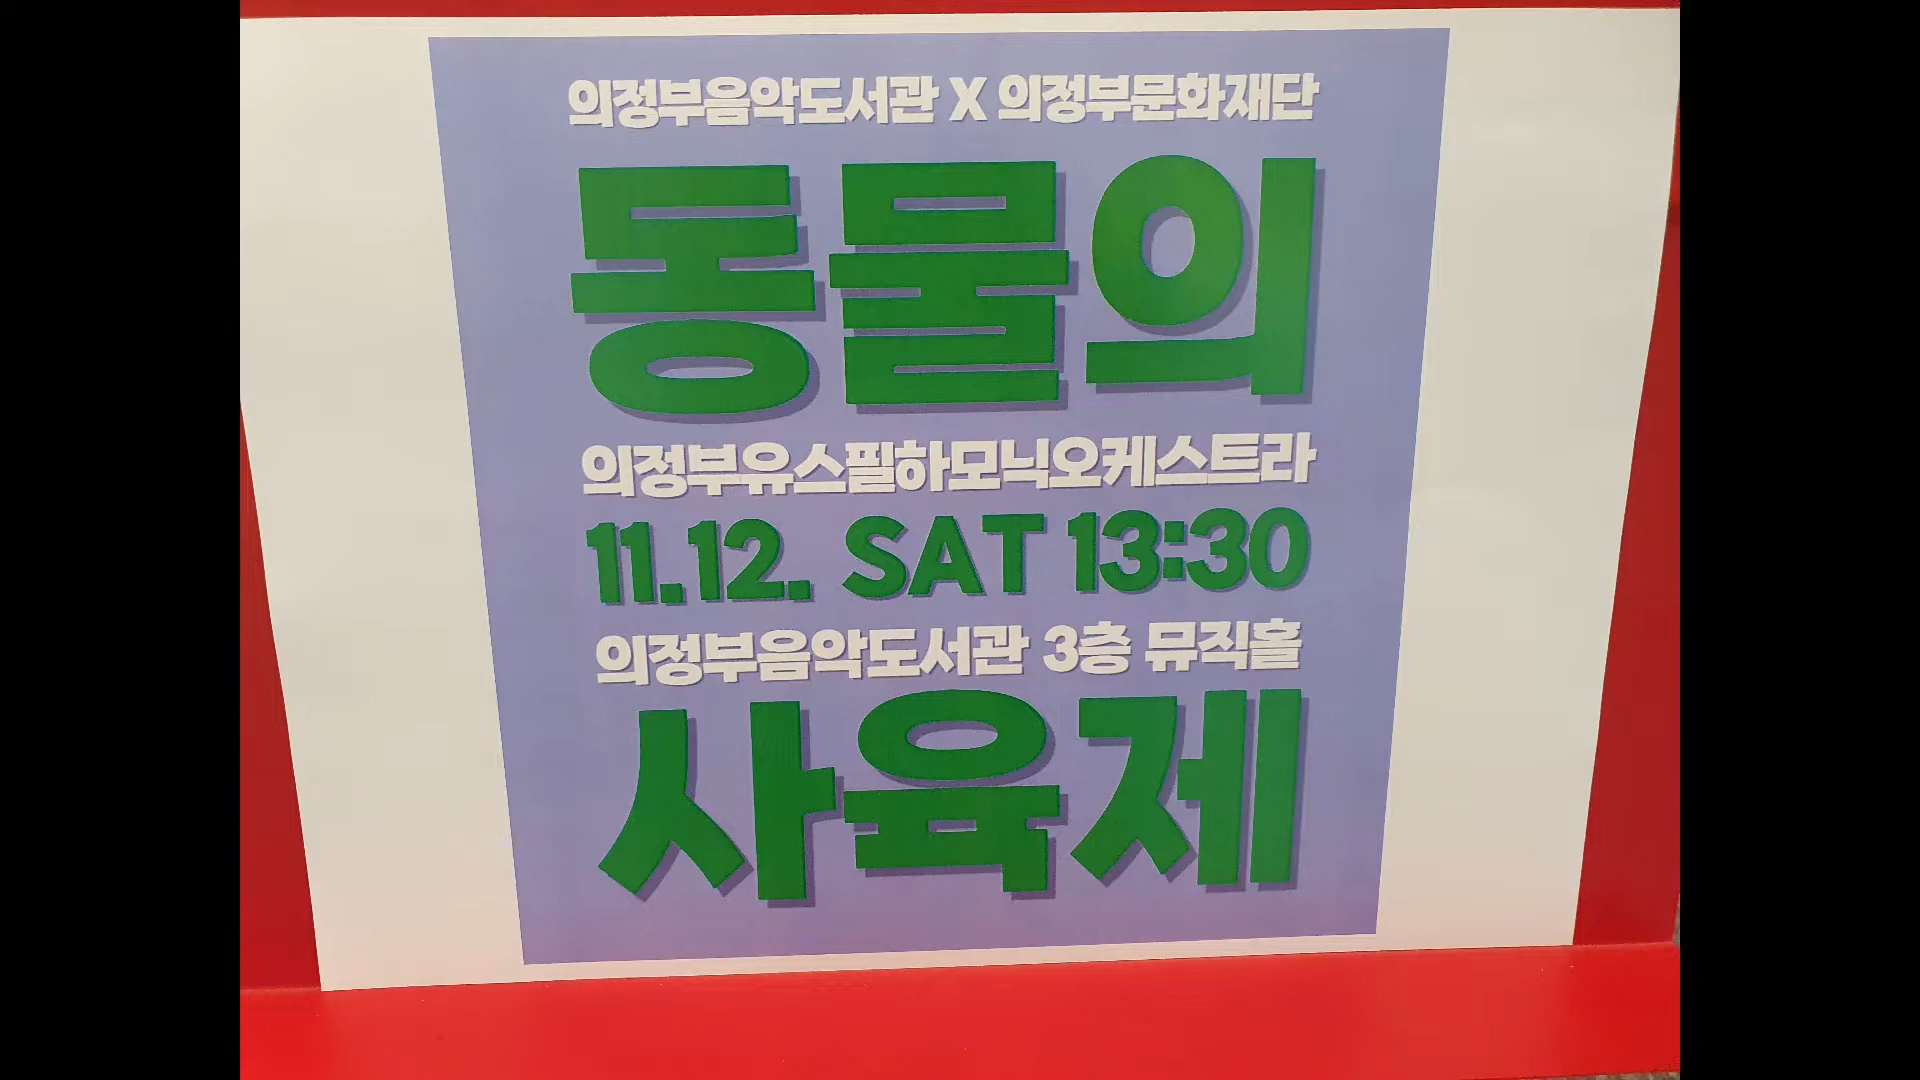 의정부음악도서관 X 의정부문화재단
동물의
의정부유스필하모닉오케스트라
11.12. SAT 13:30
의정부음악도서관 3층 뮤직홀
사육제